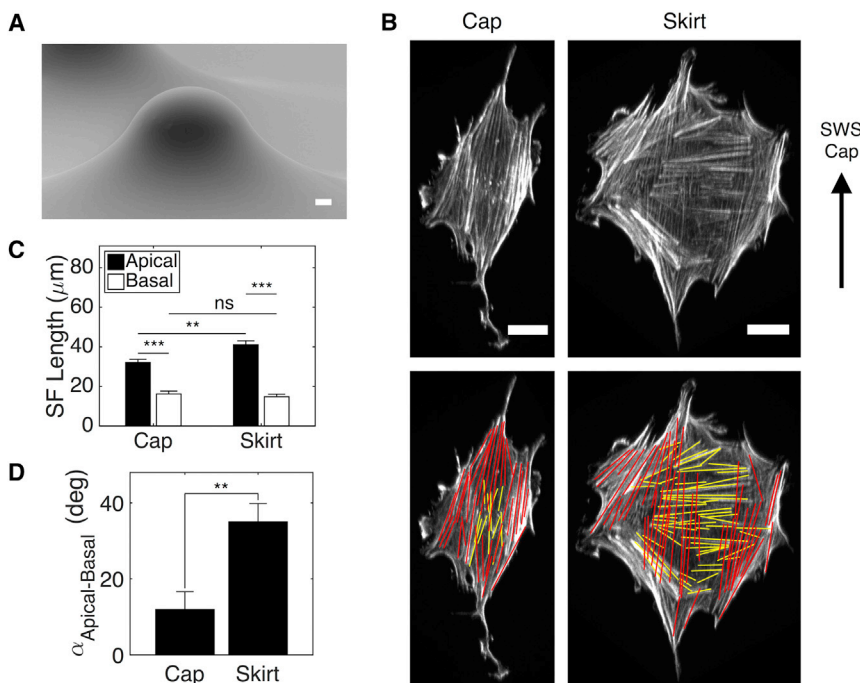 A
B
Cap
Skirt
SWS
Cap
C
Apical
Basal
SF Length (μm)
80
60
40
20
0
***
**
ns
***
Cap
Skirt
D
α Apical-Basal (deg)
40
20
0
**
Cap
Skirt